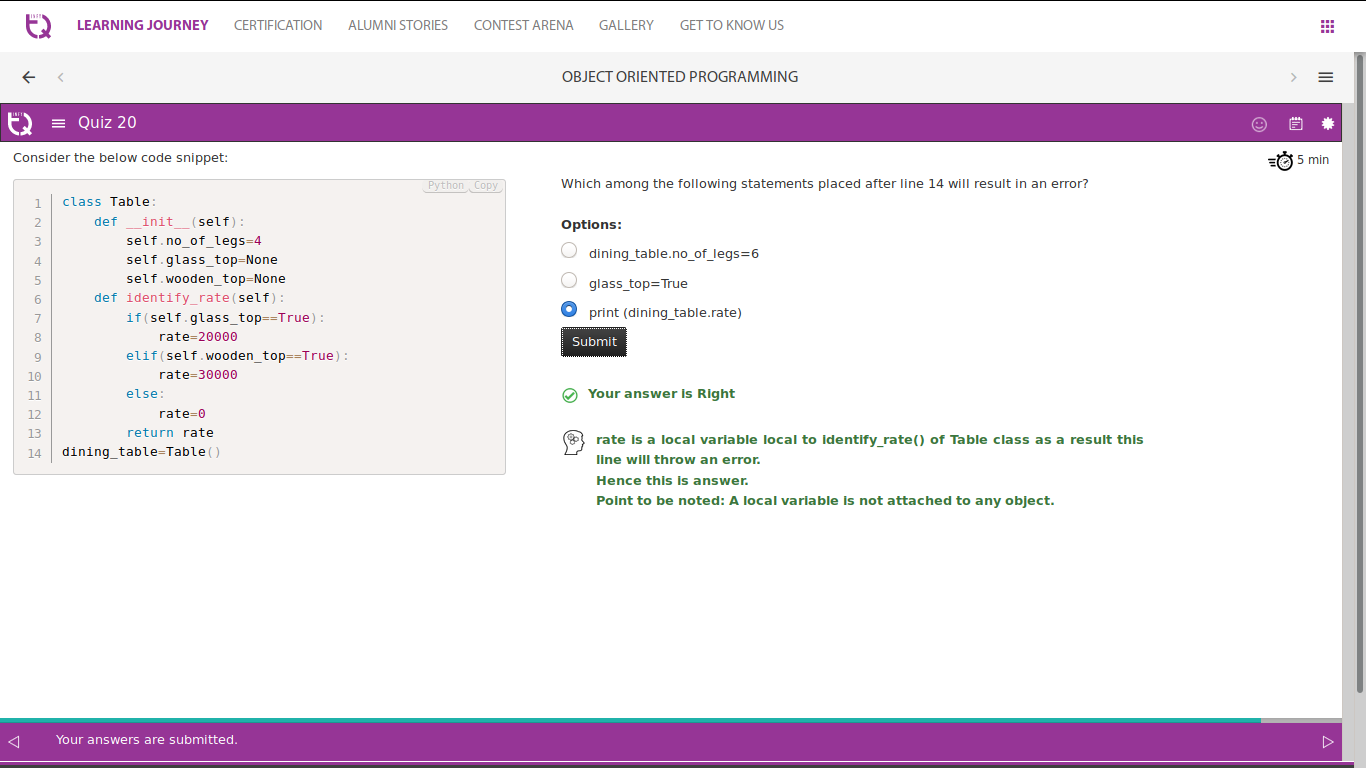 LEARNING JOURNEY CERTIFICATION ALUMNI STORIES CONTEST ARENA GALLERY GET TO KNOW US
OBJECT ORIENTED PROGRAMMING
Quiz 20
Consider the below code snippet:
5 min
Python Copy
1 class Table:
2     def __init__(self):
3         self.no_of_legs=4
4         self.glass_top=None
5         self.wooden_top=None
6     def identify_rate(self):
7         if(self.glass_top==True):
8             rate=20000
9         elif(self.wooden_top==True):
10             rate=30000
11         else:
12             rate=0
13         return rate
14 dining_table=Table()
Which among the following statements placed after line 14 will result in an error?
Options:
dining_table.no_of_legs=6
glass_top=True
print (dining_table.rate)
Submit
Your answer is Right
rate is a local variable local to identify_rate() of Table class as a result this
line will throw an error.
Hence this is answer.
Point to be noted: A local variable is not attached to any object.
Your answers are submitted.